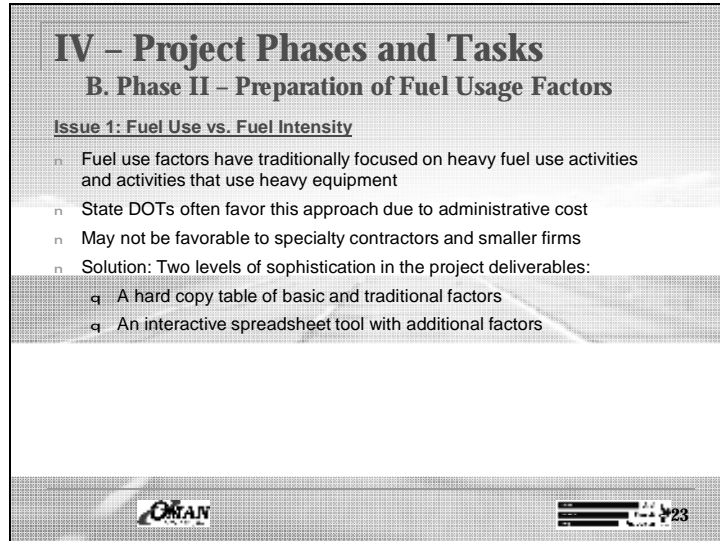 IV – Project Phases and Tasks
B. Phase II – Preparation of Fuel Usage Factors
Issue 1: Fuel Use vs. Fuel Intensity
n Fuel use factors have traditionally focused on heavy fuel use activities
and activities that use heavy equipment
n State DOTs often favor this approach due to administrative cost
n May not be favorable to specialty contractors and smaller firms
n Solution: Two levels of sophistication in the project deliverables:
q A hard copy table of basic and traditional factors
q An interactive spreadsheet tool with additional factors
OMAN
23